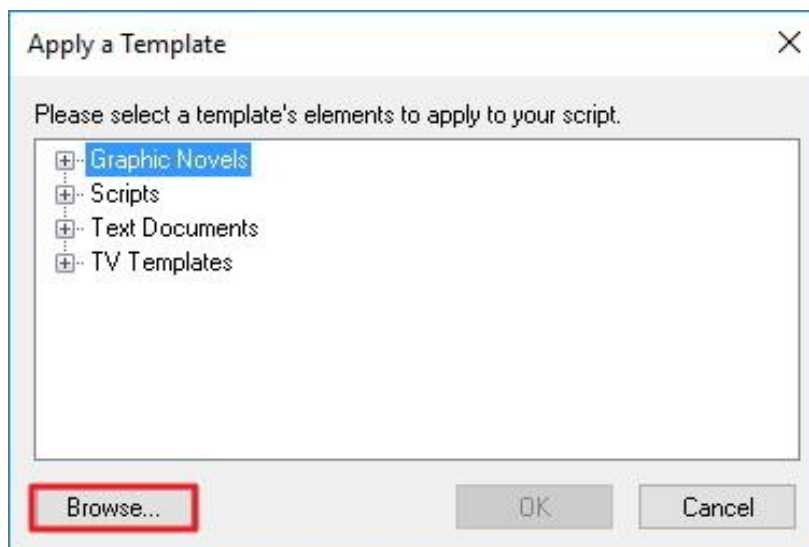 Apply a Template
Please select a template's elements to apply to your script.
Graphic Novels
Scripts
Text Documents
TV Templates
Browse...
OK
Cancel